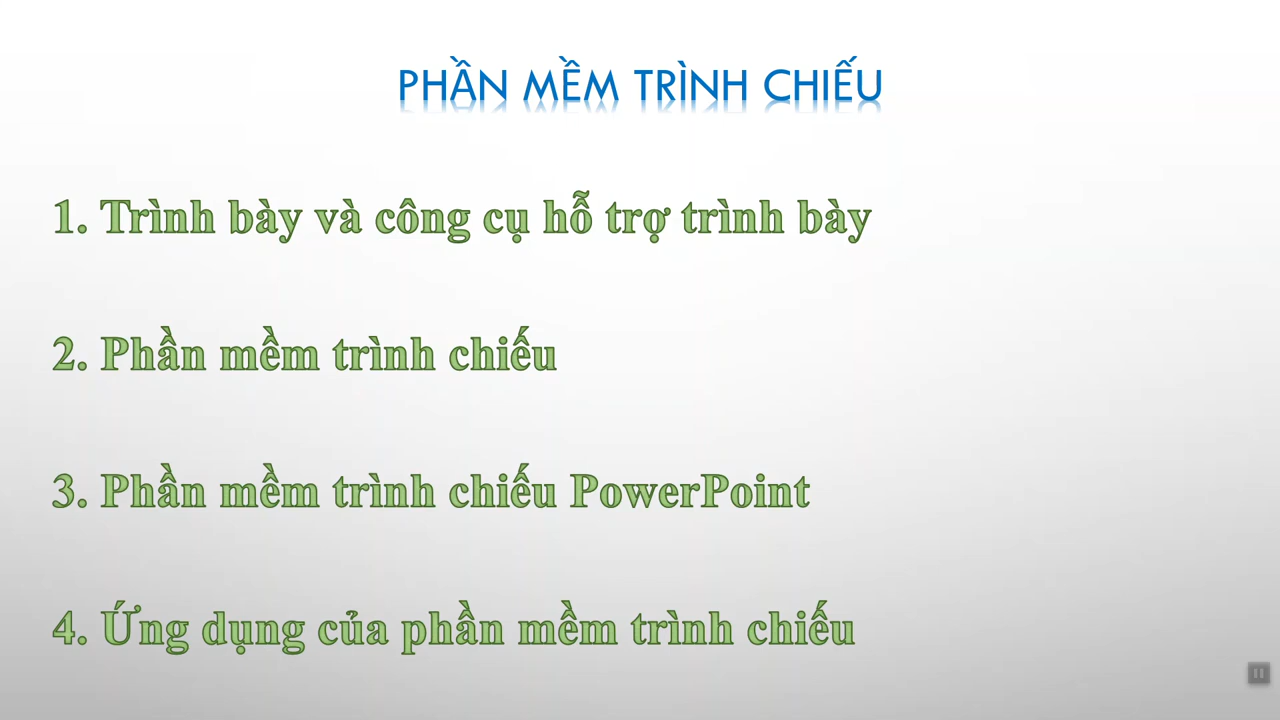 PHẦN MỀM TRÌNH CHIẾU
1. Trình bày và công cụ hỗ trợ trình bày
2. Phần mềm trình chiếu
3. Phần mềm trình chiếu PowerPoint
4. Ứng dụng của phần mềm trình chiếu